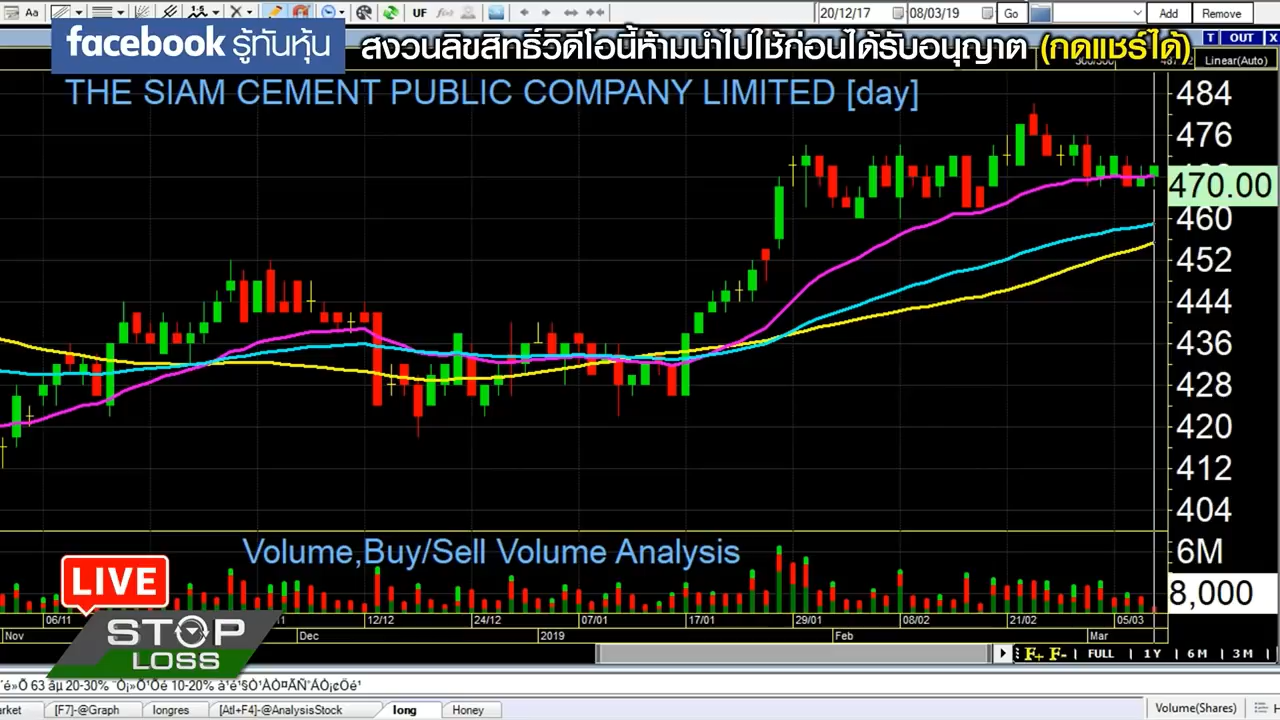 Aa
UF
20/12/17
08/03/19
Go
Add
Remove
facebook รู้ทันหุ้น
สงวนลิขสิทธิ์วิดีโอนี้ห้ามนำไปใช้ก่อนได้รับอนุญาต (กดแชร์ได้)
T OUT X
Linear(Auto)
THE SIAM CEMENT PUBLIC COMPANY LIMITED [day]
484
476
470.00
460
452
444
436
428
420
412
404
Volume,Buy/Sell Volume Analysis
6M
8,000
LIVE
STOP
LOSS
06/11
12/12
24/12
07/01
17/01
29/01
08/02
21/02
05/03
Nov
Dec
2019
Feb
Mar
F+ F- FULL 1Y 6M 3M
[F7]-@Graph
longres
[Atl+F4]-@AnalysisStock
long
Honey
Volume(Shares)